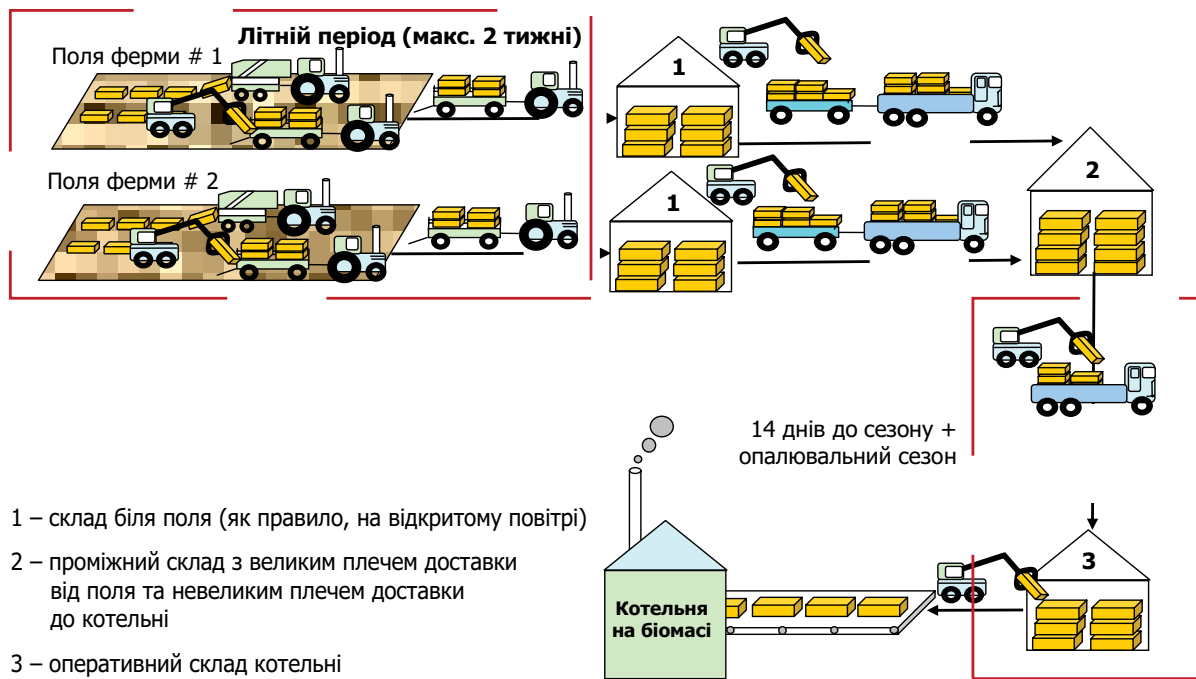 Літній період (макс. 2 тижні)
Поля ферми # 1
1
Поля ферми # 2
1
2
14 днів до сезону +
опалювальний сезон
1 – склад біля поля (як правило, на відкритому повітрі)
2 – проміжний склад з великим плечем доставки
від поля та невеликим плечем доставки
до котельні
3 – оперативний склад котельні
Котельня
на біомасі
3